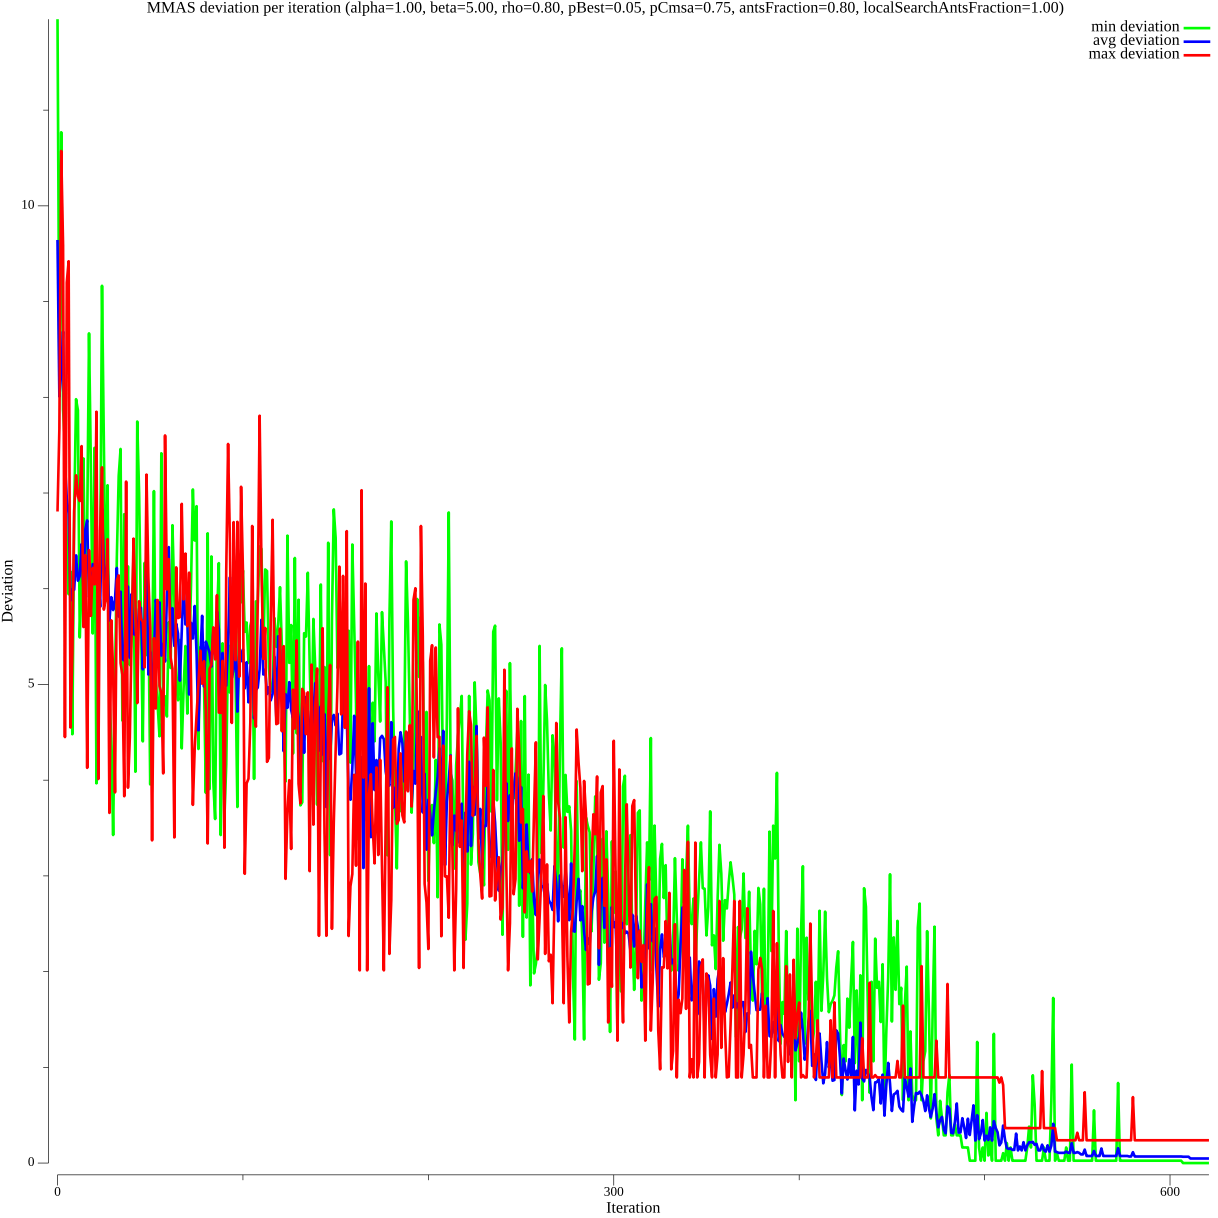 MMAS deviation per iteration (alpha=1.00, beta=5.00, rho=0.80, pBest=0.05, pCmsa=0.75, antsFraction=0.80, localSearchAntsFraction=1.00)
min deviation
avg deviation
max deviation
10
5
0
Deviation
0
300
600
Iteration